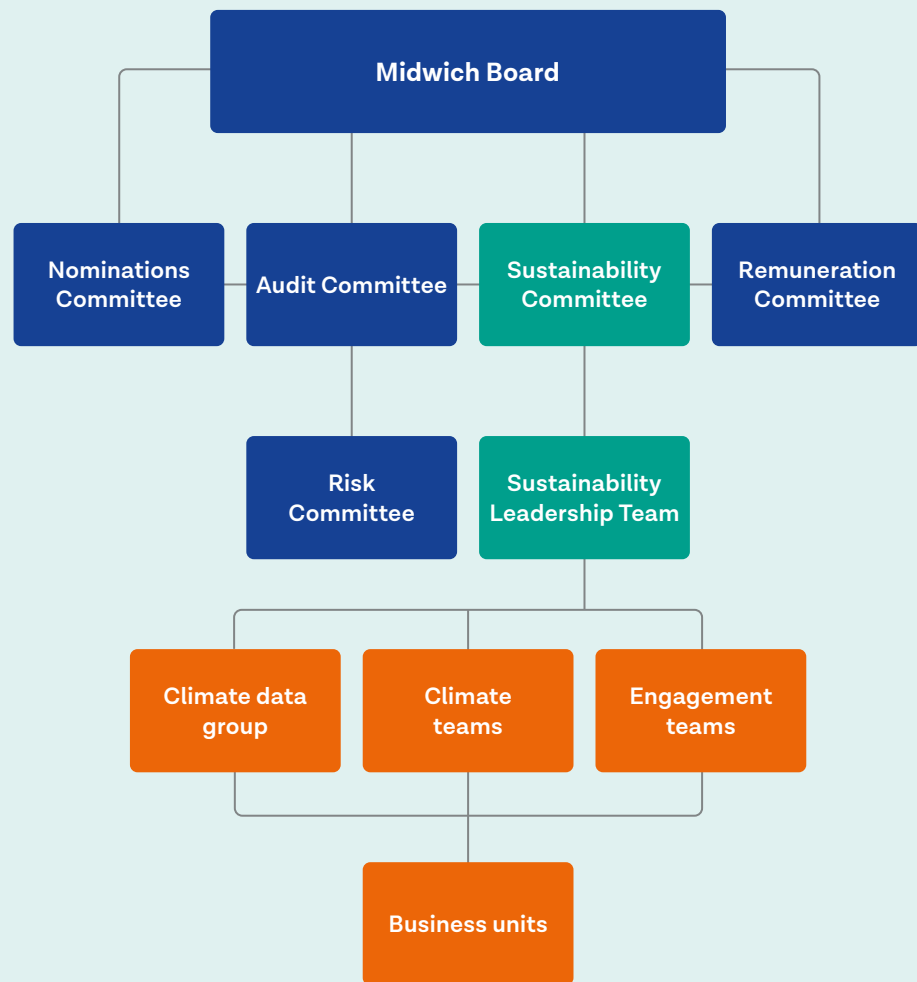 Midwich Board
Nominations
Committee
Audit Committee
Sustainability
Committee
Remuneration
Committee
Risk
Committee
Sustainability
Leadership Team
Climate data
group
Climate
teams
Engagement
teams
Business units